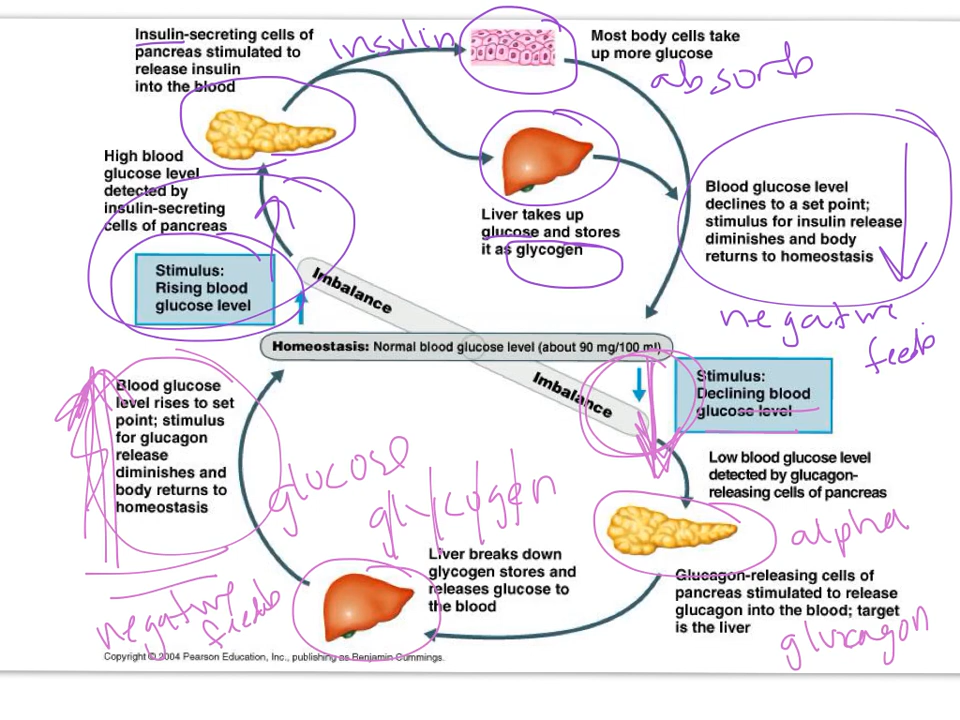 Insulin-secreting cells of
pancreas stimulated to
release insulin
into the blood
Insulin
Most body cells take
up more glucose
absorb
High blood
glucose level
detected by
insulin-secreting
cells of pancreas
Liver takes up
glucose and stores
it as glycogen
Blood glucose level
declines to a set point;
stimulus for insulin release
diminishes and body
returns to homeostasis
negative
feedb
Stimulus:
Rising blood
glucose level
Imbalance
Homeostasis: Normal blood glucose level (about 90 mg/100 ml)
Imbalance
Stimulus:
Declining blood
glucose level
Blood glucose
level rises to set
point; stimulus
for glucagon
release
diminishes and
body returns to
homeostasis
glucose
glycogen
Low blood glucose level
detected by glucagon-
releasing cells of pancreas
alpha
Liver breaks down
glycogen stores and
releases glucose to
the blood
Glucagon-releasing cells of
pancreas stimulated to release
glucagon into the blood; target
is the liver
glucagon
negative
feedb
Copyright © 2004 Pearson Education, Inc., publishing as Benjamin Cummings.